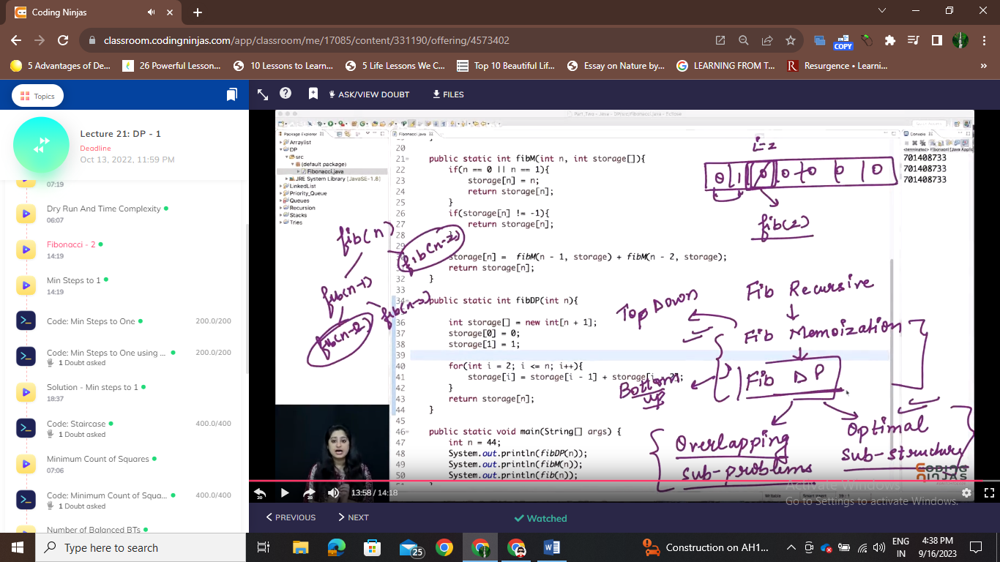 Coding Ninjas
classroom.codingninjas.com/app/classroom/me/17085/content/331190/offering/4573402
COPY
5 Advantages of De...
26 Powerful Lesson...
10 Lessons to Learn...
5 Life Lessons We C...
Top 10 Beautiful Lif...
Essay on Nature by...
LEARNING FROM T...
Resurgence • Learni...
Topics
ASK/VIEW DOUBT
FILES
Lecture 21: DP - 1
Deadline
Oct 13, 2022, 11:59 PM
07:19
Dry Run And Time Complexity
06:07
Fibonacci - 2
14:19
Min Steps to 1
14:19
Code: Min Steps to One
200.0/200
Code: Min Steps to One using ...
200.0/200
1 Doubt asked
Solution - Min steps to 1
18:37
Code: Staircase
400.0/400
1 Doubt asked
Minimum Count of Squares
07:06
Code: Minimum Count of Squa...
400.0/400
1 Doubt asked
Number of Balanced BTs
Part_Two - Java - DP/src/Fibonacci.java - Eclipse
Package Explorer
Arraylist
DP
src
(default package)
Fibonacci.java
JRE System Library [JavaSE-1.8]
LinkedList
Priority_Queue
Queues
Recursion
Stacks
Tries
Fibonacci.java
20
21 public static int fibM(int n, int storage[]){
22 if(n == 0 || n == 1){
23 storage[n] = n;
24 return storage[n];
25 }
26 if(storage[n] != -1){
27 return storage[n];
28 }
29
storage[n] = fibM(n - 1, storage) + fibM(n - 2, storage);
31 return storage[n];
32 }
34 public static int fibDP(int n){
36 int storage[] = new int[n + 1];
37 storage[0] = 0;
38 storage[1] = 1;
39
40 for(int i = 2; i <= n; i++){
41 storage[i] = storage[i - 1] + storage[i - 2];
42 }
43 return storage[n];
44 }
45
46 public static void main(String[] args) {
47 int n = 44;
48 System.out.println(fibDP(n));
49 System.out.println(fibM(n));
50 System.out.println(fib(n));
Console
<terminated> Fibonacci [Java Applic
701408733
701408733
701408733
i=2
0 1 0 0 0 0 0
fib(2)
fib(n)
fib(n-2)
fib(n-1)
fib(n-2)
fib(n-2)
Fib Recursive
Top Down
Fib Memoization
Fib DP
Bottom
up
Overlapping
sub-problems
Optimal
sub-structure
CODING
NINJAS
Writable
Smart Insert
39 : 1
13:58 / 14:18
Activate Windows
Go to Settings to activate Windows.
PREVIOUS
NEXT
Watched
Type here to search
25
Construction on AH1...
ENG
IN
4:38 PM
9/16/2023